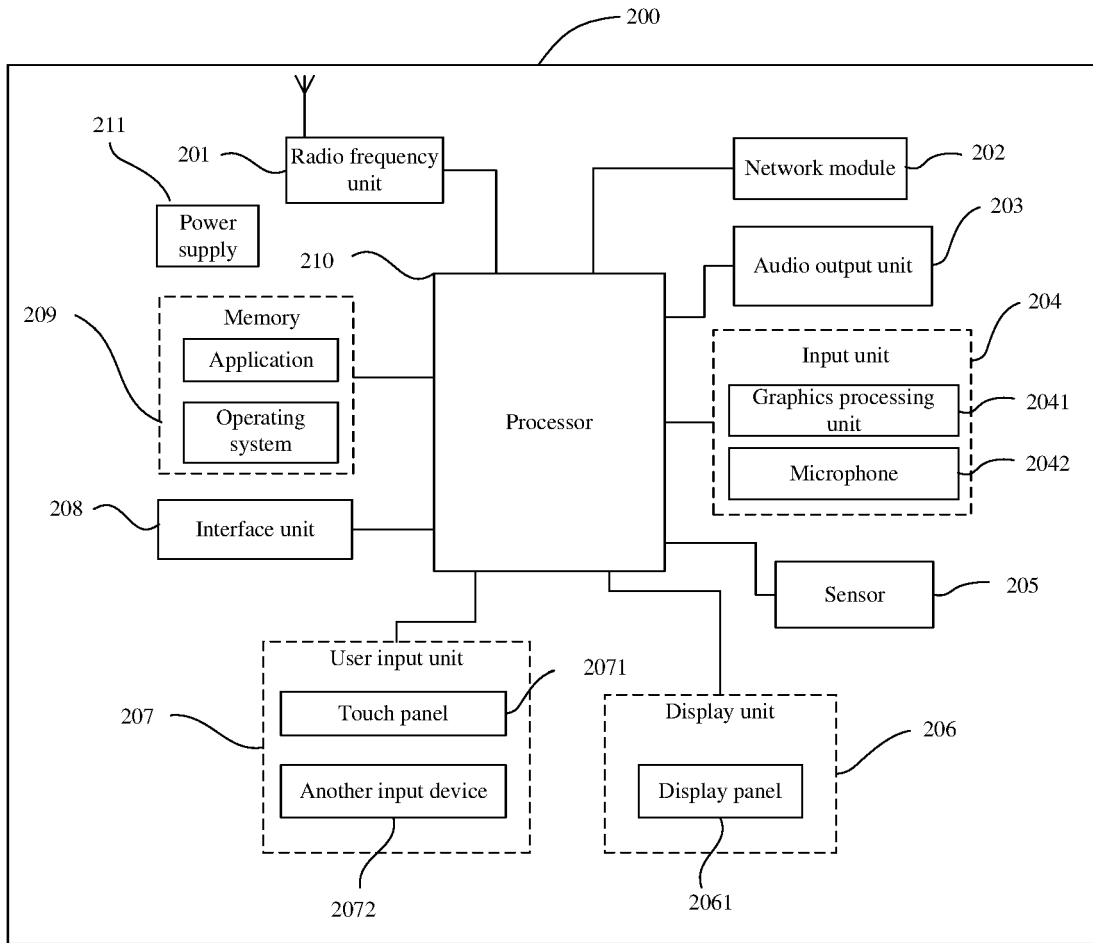 200
211
201
Radio frequency
unit
Network module
202
Power
supply
203
Audio output unit
210
209
Memory
Application
Operating
system
Processor
204
Input unit
Graphics processing
unit
2041
Microphone
2042
208
Interface unit
Sensor
205
User input unit
2071
207
Touch panel
Another input device
2072
Display unit
206
Display panel
2061